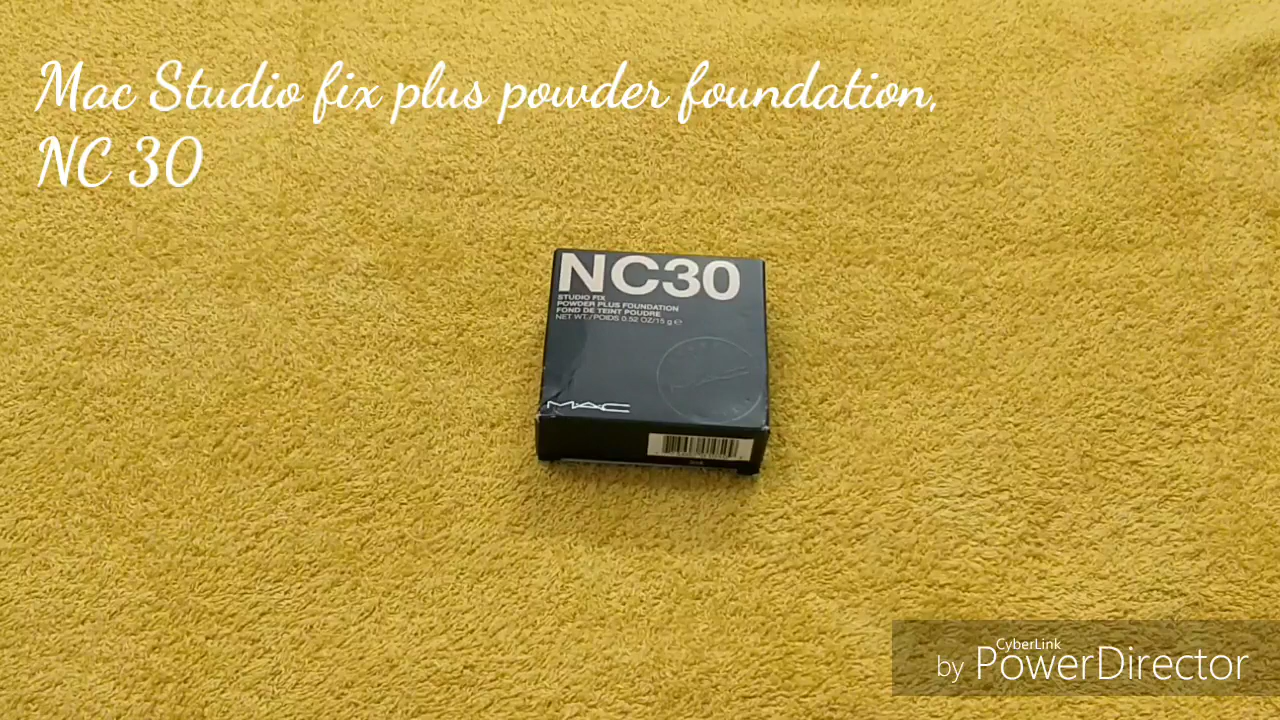 Mac Studio fix plus powder foundation,
NC 30
NC30
STUDIO FIX
POWDER PLUS FOUNDATION
FOND DE TEINT POUDRE
NET WT./POIDS 0.52 OZ/15 g e
MAC
CyberLink
by PowerDirector